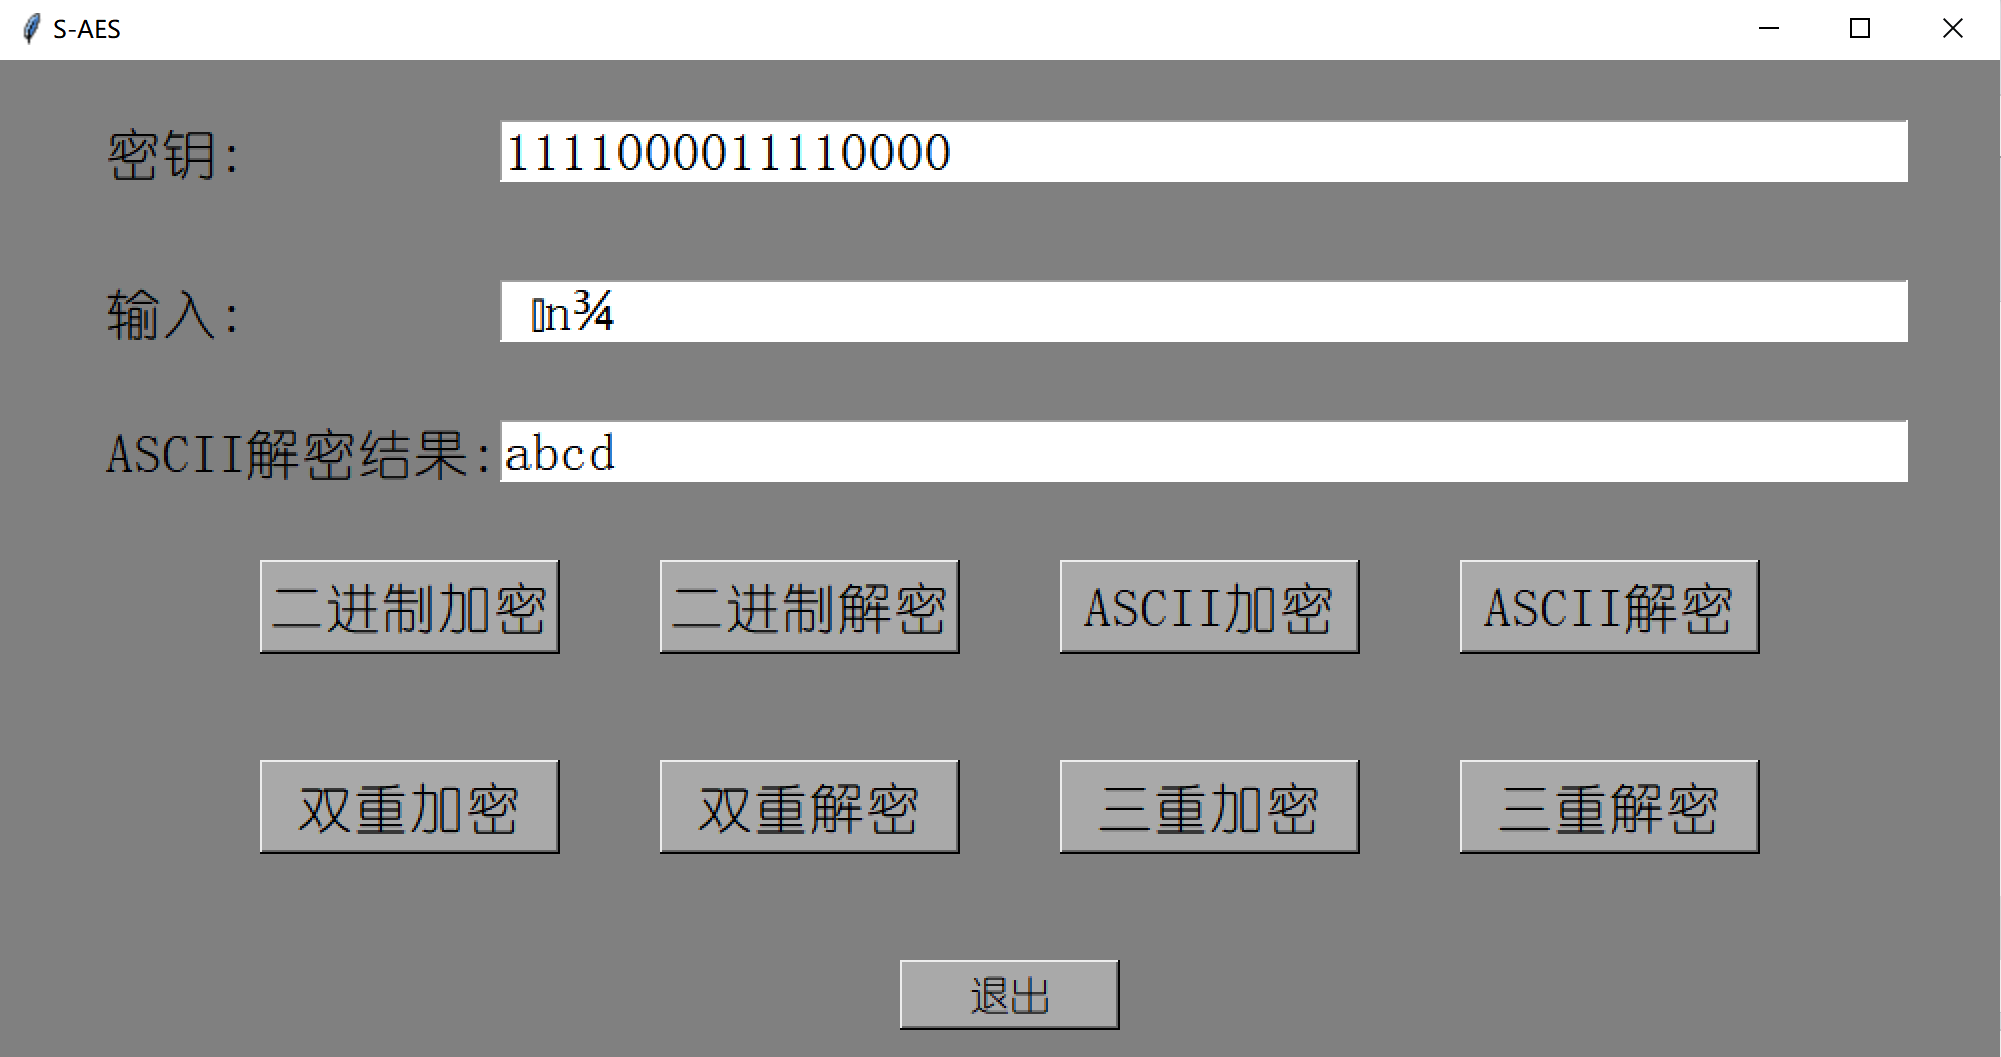 S-AES
密钥: 1111000011110000
输入: n¾
ASCII解密结果: abcd
二进制加密 二进制解密 ASCII加密 ASCII解密
双重加密 双重解密 三重加密 三重解密
退出